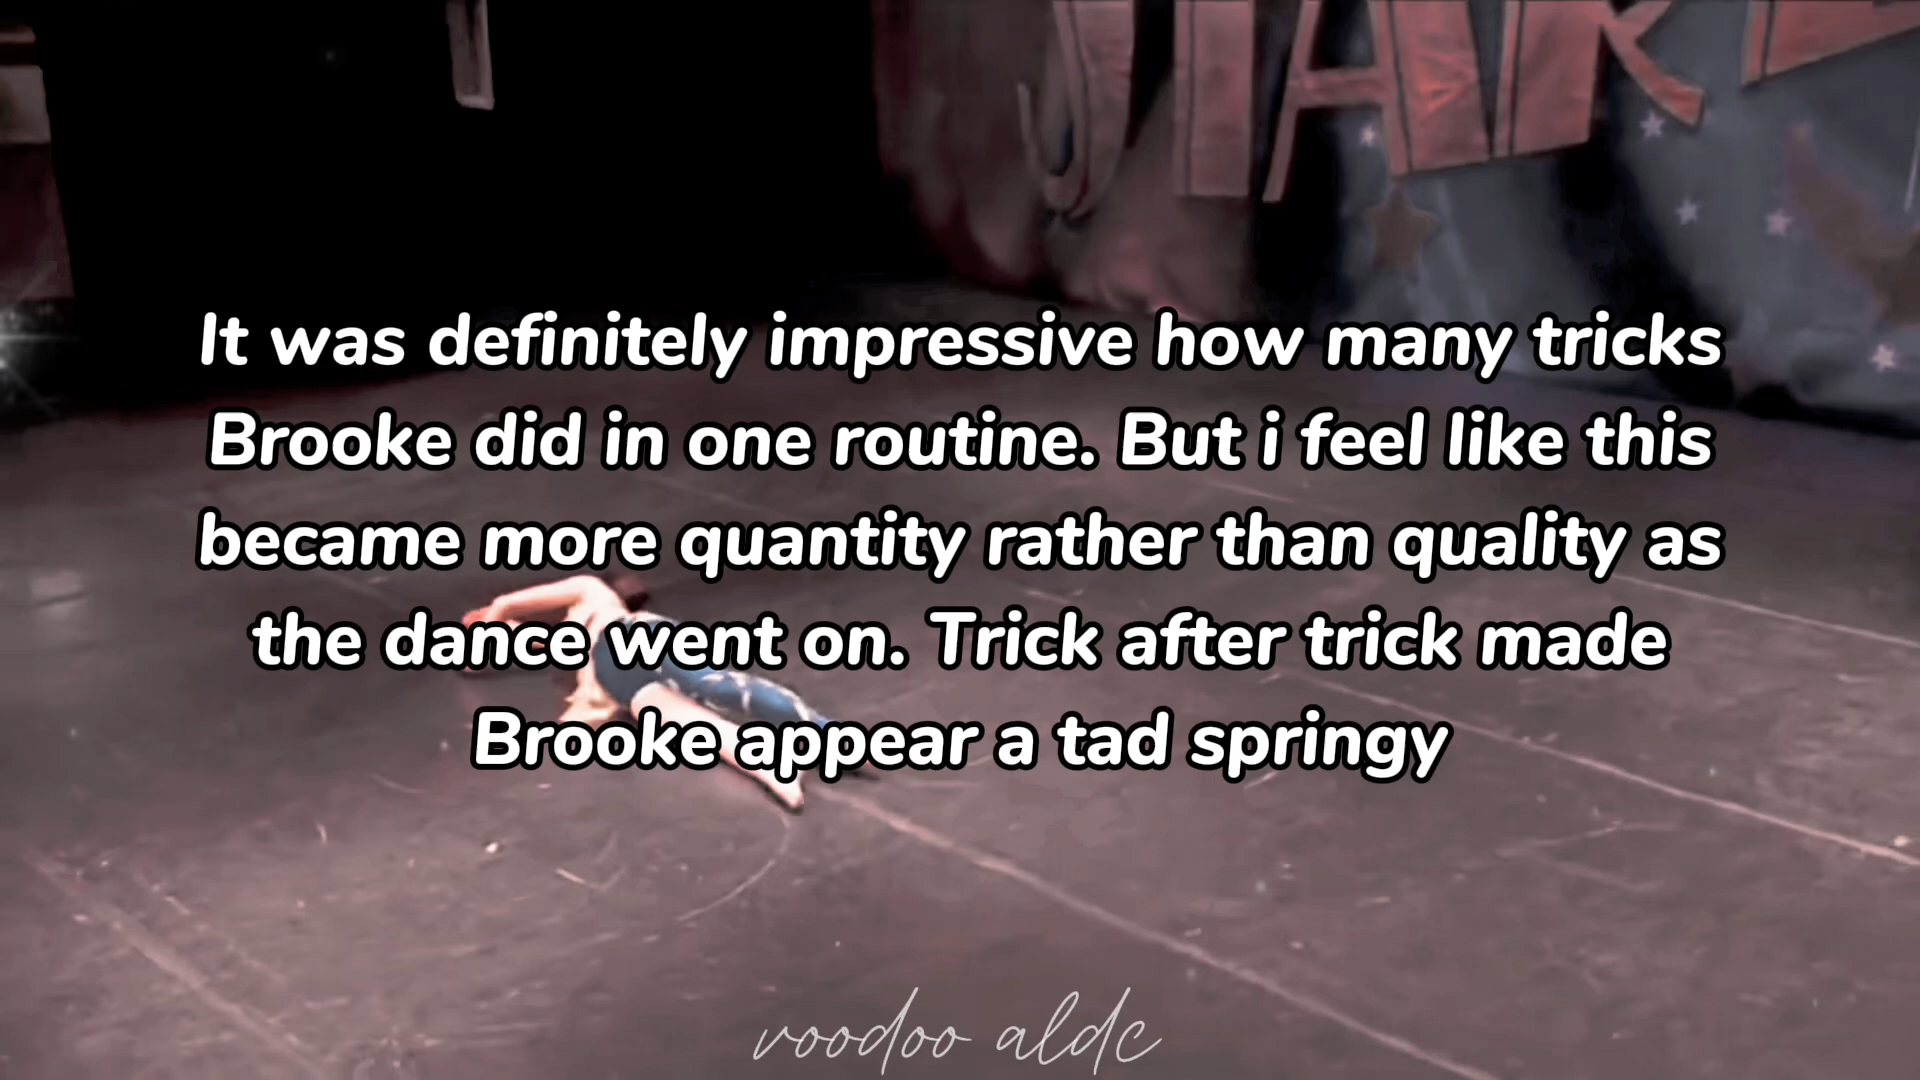 STAR
It was definitely impressive how many tricks
Brooke did in one routine. But i feel like this
became more quantity rather than quality as
the dance went on. Trick after trick made
Brooke appear a tad springy
voodoo aldc